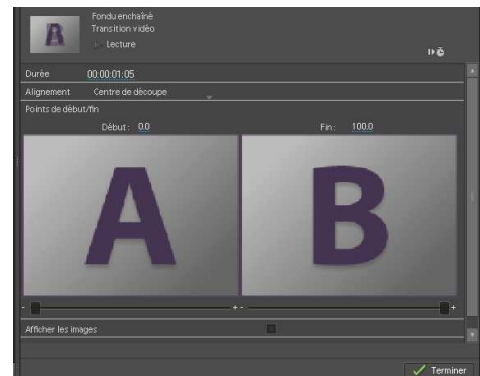 Fondu enchaîné
Transition vidéo
Lecture
Durée 00:00:01:05
Alignement Centre de découpe
Points de début/fin
Début: 0.0 Fin: 100.0
A B
- + - +
Afficher les images
Terminer